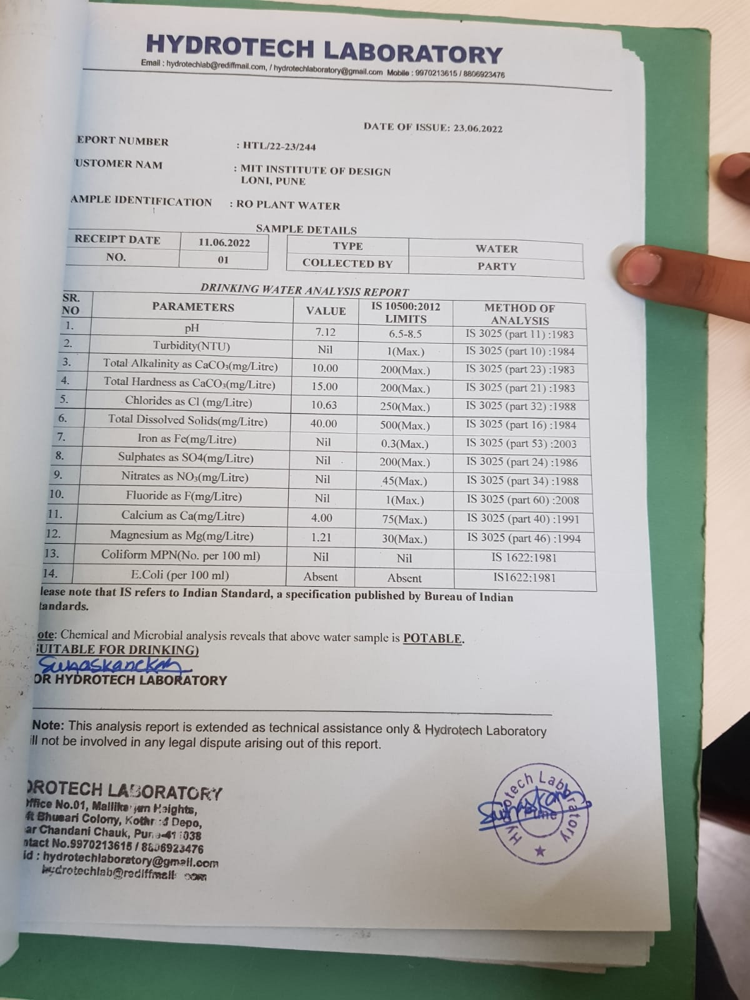 HYDROTECH LABORATORY
Email : hydrotechlab@rediffmail.com, / hydrotechlaboratory@gmail.com Mobile : 9970213615 / 8806923476
DATE OF ISSUE: 23.06.2022
EPORT NUMBER : HTL/22-23/244
USTOMER NAM : MIT INSTITUTE OF DESIGN
LONI, PUNE
AMPLE IDENTIFICATION : RO PLANT WATER
SAMPLE DETAILS
RECEIPT DATE 11.06.2022 TYPE WATER
NO. 01 COLLECTED BY PARTY
DRINKING WATER ANALYSIS REPORT
SR. NO PARAMETERS VALUE IS 10500:2012 LIMITS METHOD OF ANALYSIS
1. pH 7.12 6.5-8.5 IS 3025 (part 11) :1983
2. Turbidity(NTU) Nil 1(Max.) IS 3025 (part 10) :1984
3. Total Alkalinity as CaCO3(mg/Litre) 10.00 200(Max.) IS 3025 (part 23) :1983
4. Total Hardness as CaCO3(mg/Litre) 15.00 200(Max.) IS 3025 (part 21) :1983
5. Chlorides as Cl (mg/Litre) 10.63 250(Max.) IS 3025 (part 32) :1988
6. Total Dissolved Solids(mg/Litre) 40.00 500(Max.) IS 3025 (part 16) :1984
7. Iron as Fe(mg/Litre) Nil 0.3(Max.) IS 3025 (part 53) :2003
8. Sulphates as SO4(mg/Litre) Nil 200(Max.) IS 3025 (part 24) :1986
9. Nitrates as NO3(mg/Litre) Nil 45(Max.) IS 3025 (part 34) :1988
10. Fluoride as F(mg/Litre) Nil 1(Max.) IS 3025 (part 60) :2008
11. Calcium as Ca(mg/Litre) 4.00 75(Max.) IS 3025 (part 40) :1991
12. Magnesium as Mg(mg/Litre) 1.21 30(Max.) IS 3025 (part 46) :1994
13. Coliform MPN(No. per 100 ml) Nil Nil IS 1622:1981
14. E.Coli (per 100 ml) Absent Absent IS1622:1981
lease note that IS refers to Indian Standard, a specification published by Bureau of Indian
tandards.
ote: Chemical and Microbial analysis reveals that above water sample is POTABLE.
SUITABLE FOR DRINKING)
OR HYDROTECH LABORATORY
Note: This analysis report is extended as technical assistance only & Hydrotech Laboratory
ill not be involved in any legal dispute arising out of this report.
DROTECH LABORATORY
ffice No.01, Heights,
ft Bhusari Colony, Depo,
ar Chandani Chauk,
ntact No.9970213615 / 8806923476
id : hydrotechlaboratory@gmail.com
hydrotechlab@rediffmail com
Hydrotech Laboratory
Pune